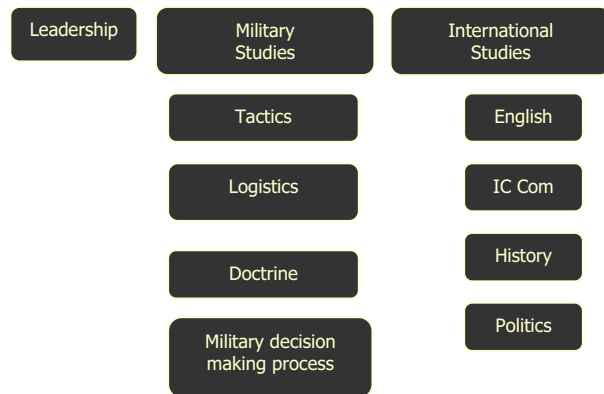 Leadership
Military
Studies
International
Studies
Tactics
English
Logistics
IC Com
Doctrine
History
Military decision
making process
Politics